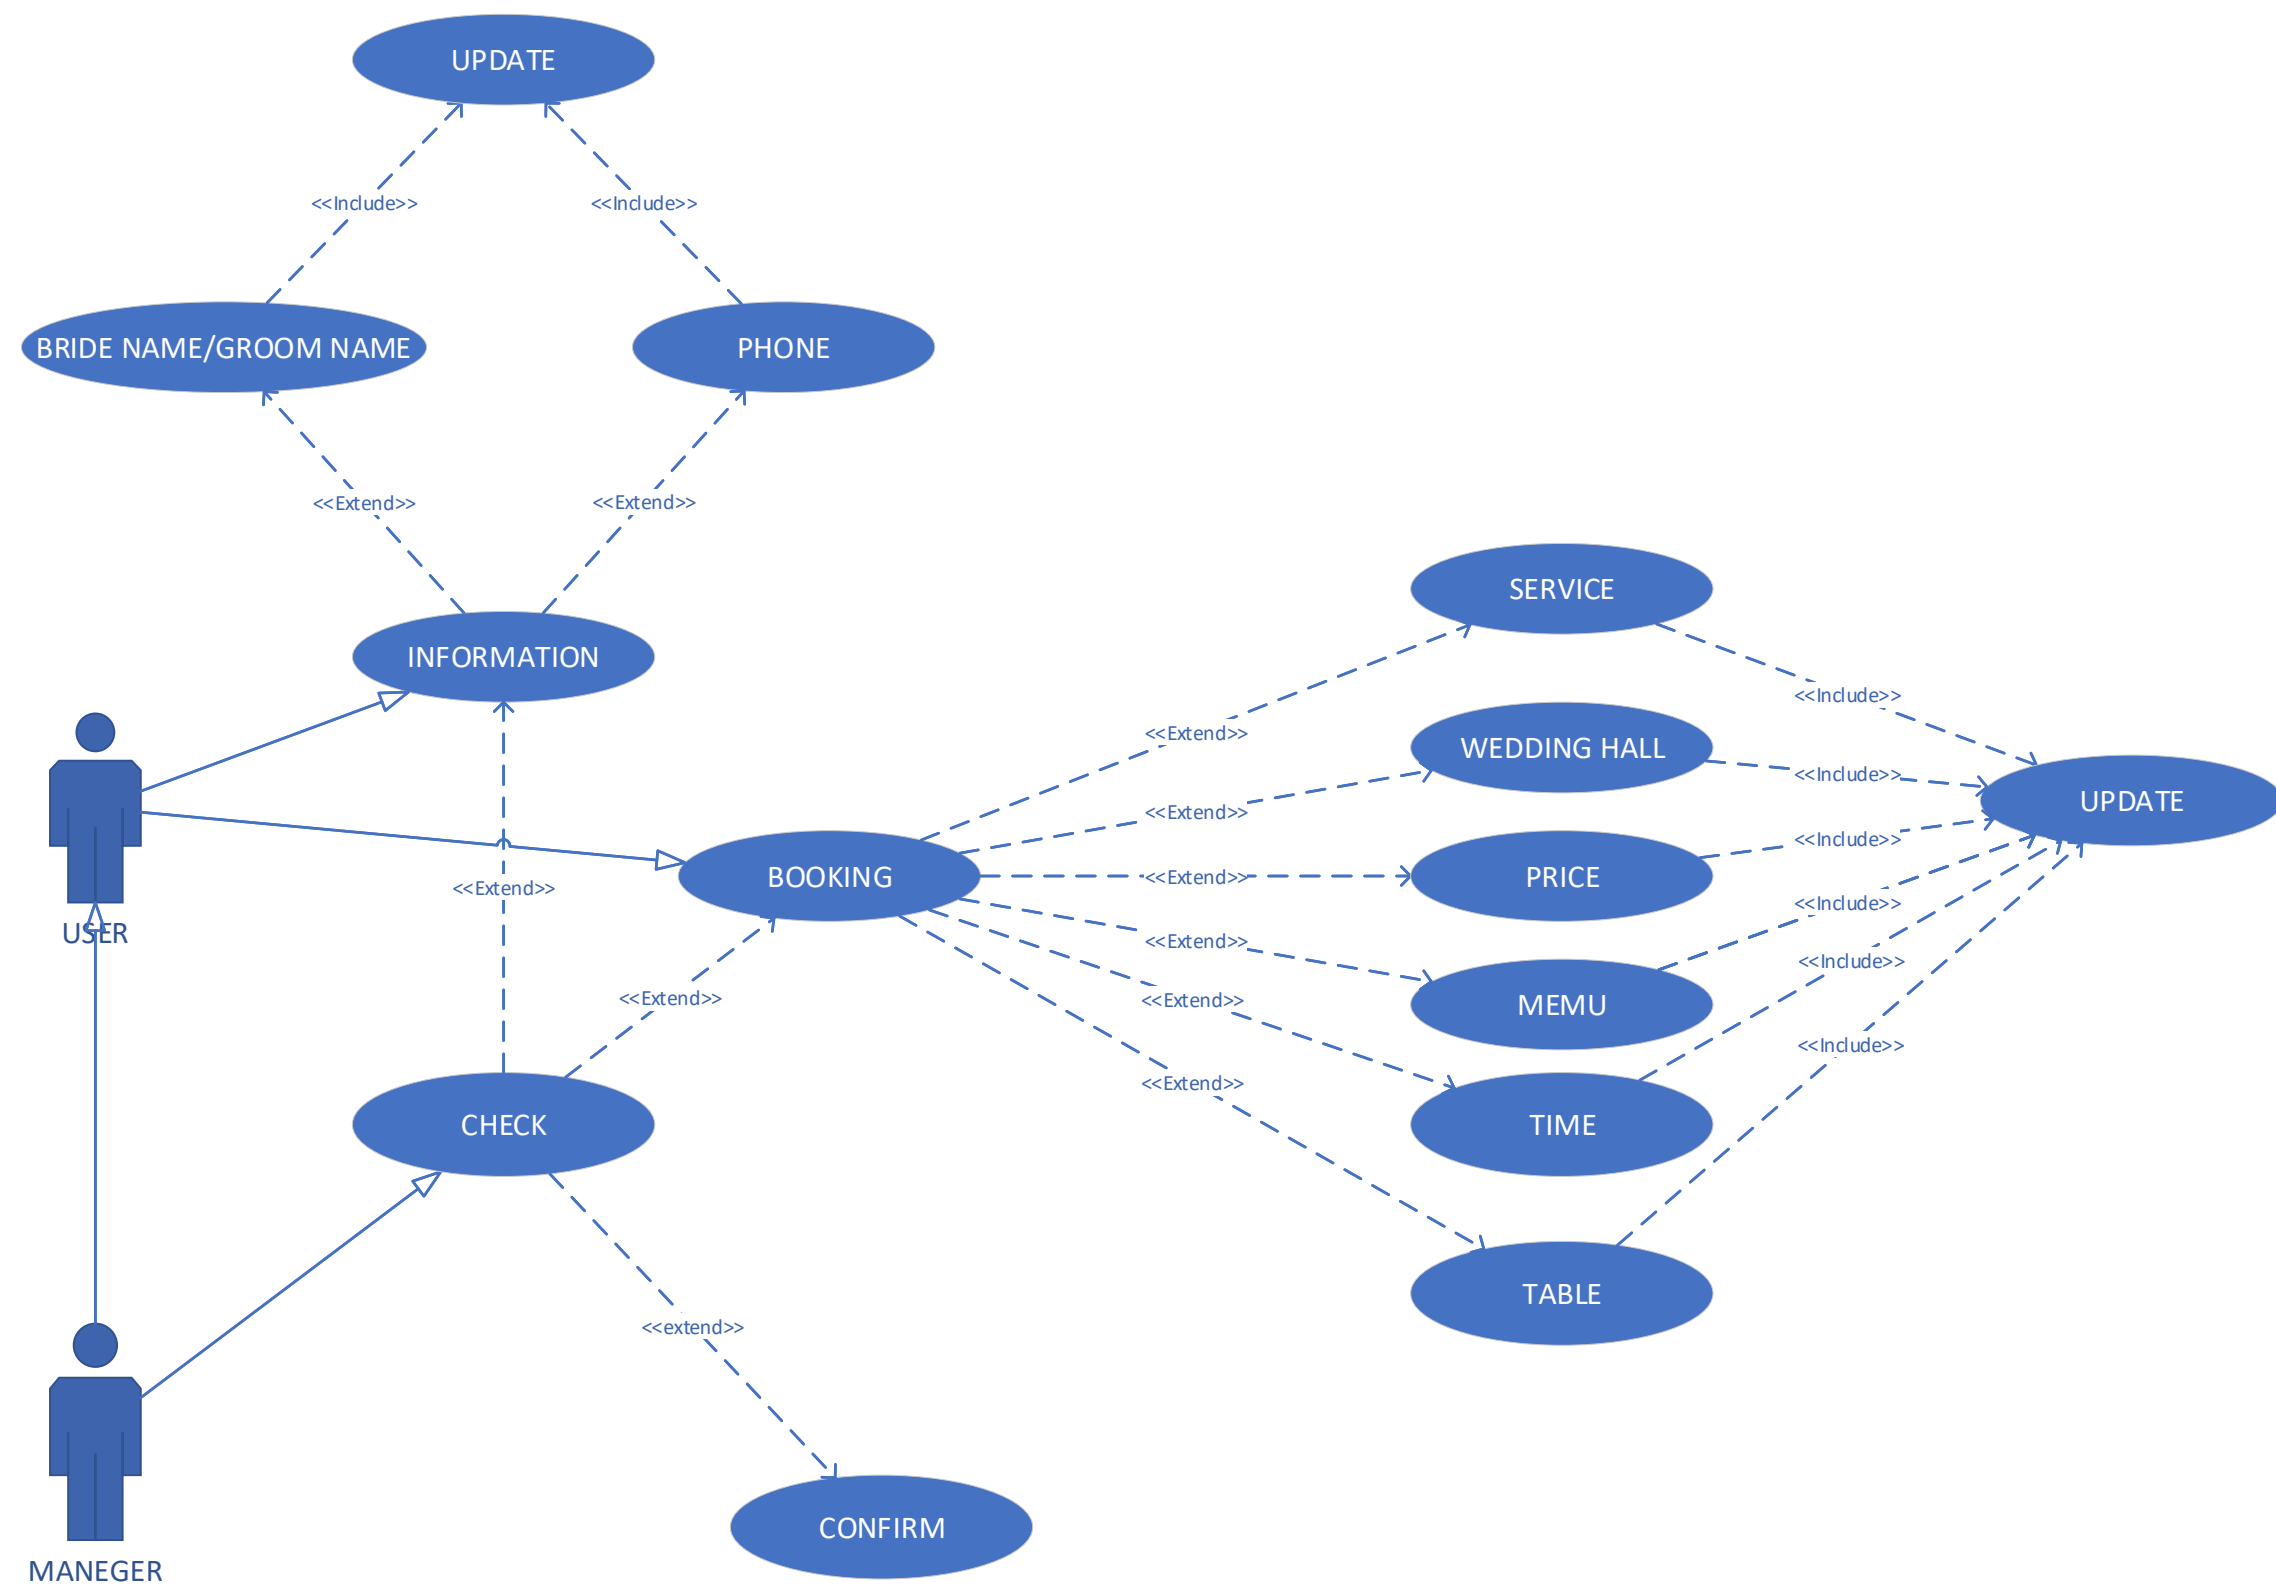 UPDATE
<<Include>>
<<Include>>
BRIDE NAME/GROOM NAME
PHONE
<<Extend>>
<<Extend>>
SERVICE
INFORMATION
<<Include>>
<<Extend>>
WEDDING HALL
<<Include>>
UPDATE
<<Extend>>
<<Include>>
BOOKING
<<Extend>>
PRICE
<<Extend>>
<<Include>>
USER
<<Extend>>
<<Include>>
<<Extend>>
<<Extend>>
MEMU
<<Include>>
<<Extend>>
CHECK
TIME
TABLE
<<extend>>
CONFIRM
MANEGER